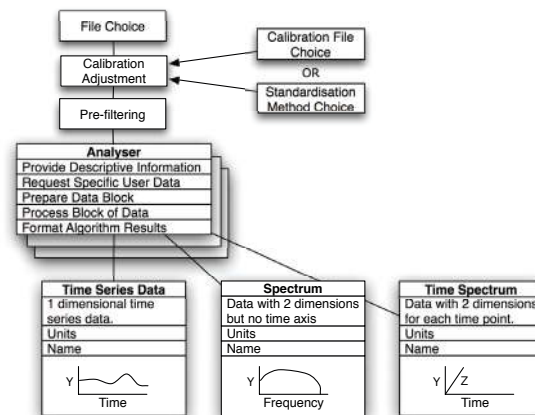 File Choice
Calibration
Adjustment
Calibration File
Choice
OR
Standardisation
Method Choice
Pre-filtering
Analyser
Provide Descriptive Information
Request Specific User Data
Prepare Data Block
Process Block of Data
Format Algorithm Results
Time Series Data
1 dimensional time
series data.
Units
Name
Y
Time
Spectrum
Data with 2 dimensions
but no time axis
Units
Name
Y
Frequency
Time Spectrum
Data with 2 dimensions
for each time point.
Units
Name
Y
Z
Time